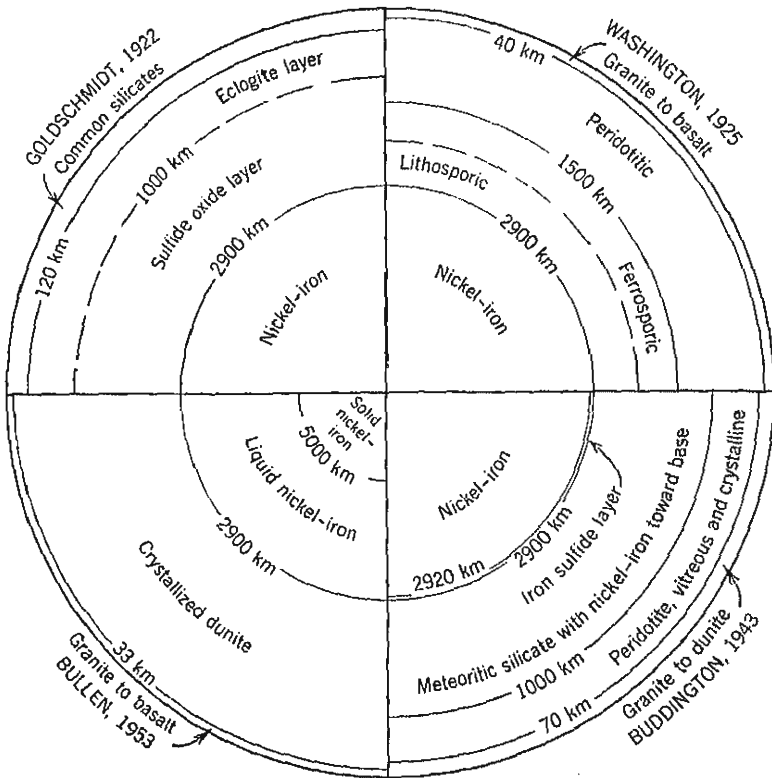 GOLDSCHMIDT, 1922
Common silicates
Eclogite layer
120 km
1000 km
Sulfide oxide layer
2900 km
Nickel-iron
WASHINGTON, 1925
Granite to basalt
40 km
Peridotitic
1500 km
Lithosporic
Ferrosporic
2900 km
Nickel-iron
Solid
nickel-
iron
5000 km
Liquid nickel-iron
2900 km
Crystallized dunite
33 km
Granite to basalt
BULLEN, 1953
Nickel-iron
2920 km
2900 km
Iron sulfide layer
Meteoritic silicate with nickel-iron toward base
1000 km
Peridotite, vitreous and crystalline
70 km
Granite to dunite
BUDDINGTON, 1943